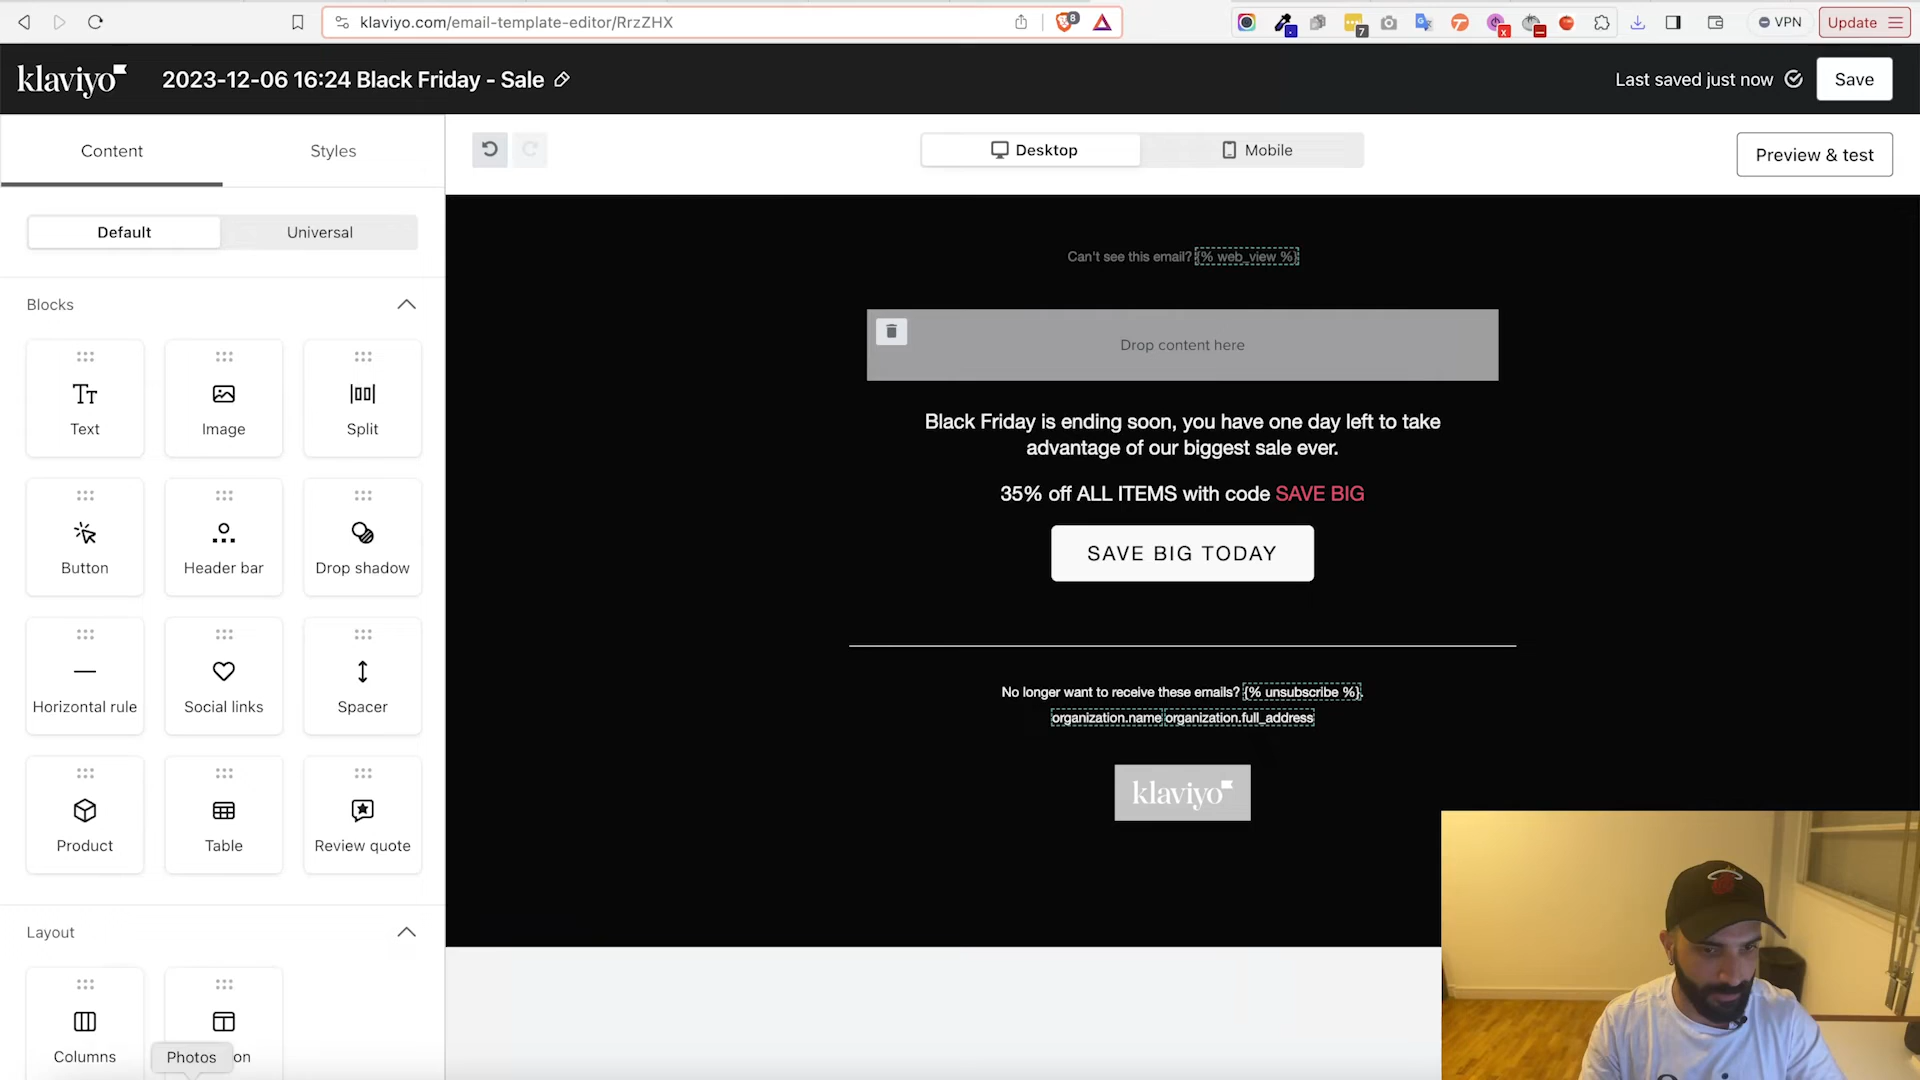 klaviyo.com/email-template-editor/RrzZHX
8
7
x
VPN
Update
klaviyo
2023-12-06 16:24 Black Friday - Sale
Last saved just now
Save
Content
Styles
Desktop
Mobile
Preview & test
Default
Universal
Can't see this email? {% web_view %}
Blocks
Drop content here
Text
Image
Split
Black Friday is ending soon, you have one day left to take
advantage of our biggest sale ever.
35% off ALL ITEMS with code SAVE BIG
SAVE BIG TODAY
Button
Header bar
Drop shadow
Horizontal rule
Social links
Spacer
No longer want to receive these emails? {% unsubscribe %}.
organization.name organization.full_address
klaviyo
Product
Table
Review quote
Layout
Columns
Photos
on